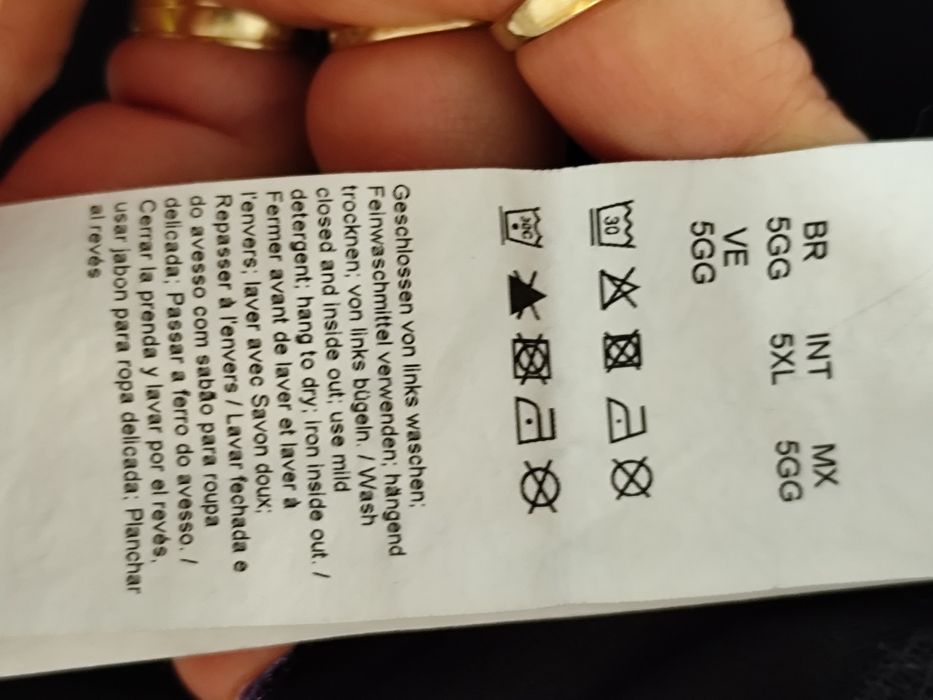 BR INT MX
5GG 5XL 5GG
VE
5GG
30
30C
Geschlossen von links waschen;
Feinwaschmittel verwenden; hängend
trocknen; von links bügeln. / Wash
closed and inside out; use mild
detergent; hang to dry; iron inside out. /
Fermer avant de laver et laver à
l'envers; laver avec Savon doux;
Repasser à l'envers / Lavar fechada e
do avesso com sabão para roupa
delicada; Passar a ferro do avesso. /
Cerrar la prenda y lavar por el revés,
usar jabon para ropa delicada; Planchar
al revés